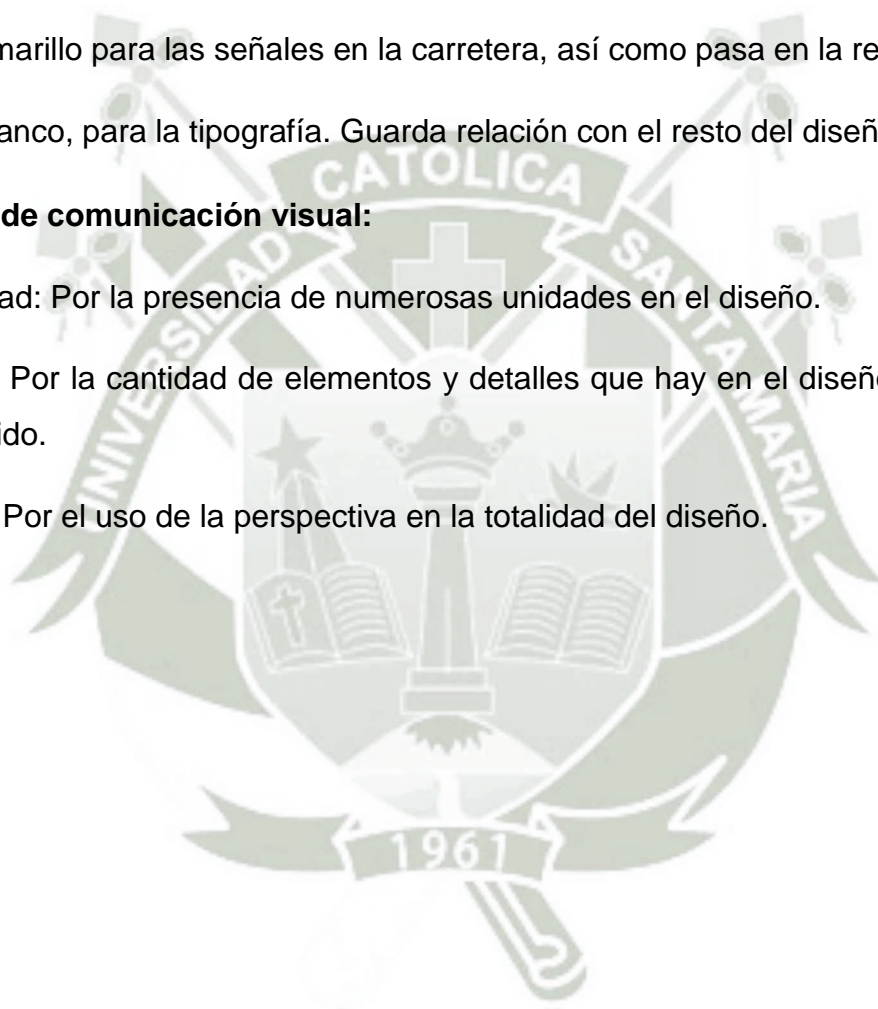 marillo para las señales en la carretera, así como pasa en la re
anco, para la tipografía. Guarda relación con el resto del diseñ
de comunicación visual:
ad: Por la presencia de numerosas unidades en el diseño.
Por la cantidad de elementos y detalles que hay en el diseño
ido.
Por el uso de la perspectiva en la totalidad del diseño.
UNIVERSIDAD CATOLICA SANTA MARIA
1961